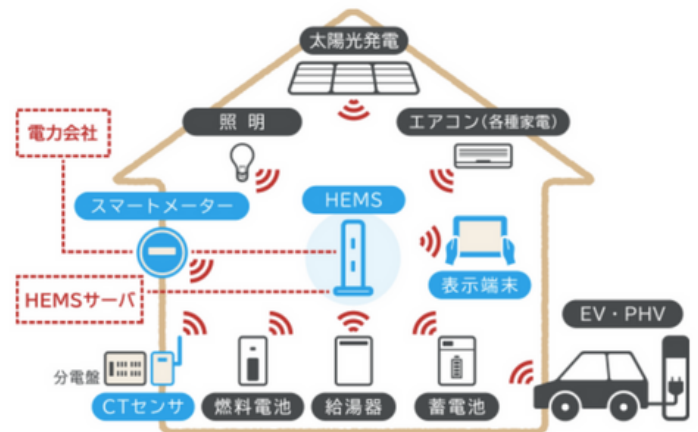 太陽光発電
照明
エアコン(各種家電)
電力会社
スマートメーター
HEMS
HEMSサーバ
表示端末
EV・PHV
分電盤
CTセンサ
燃料電池
給湯器
蓄電池